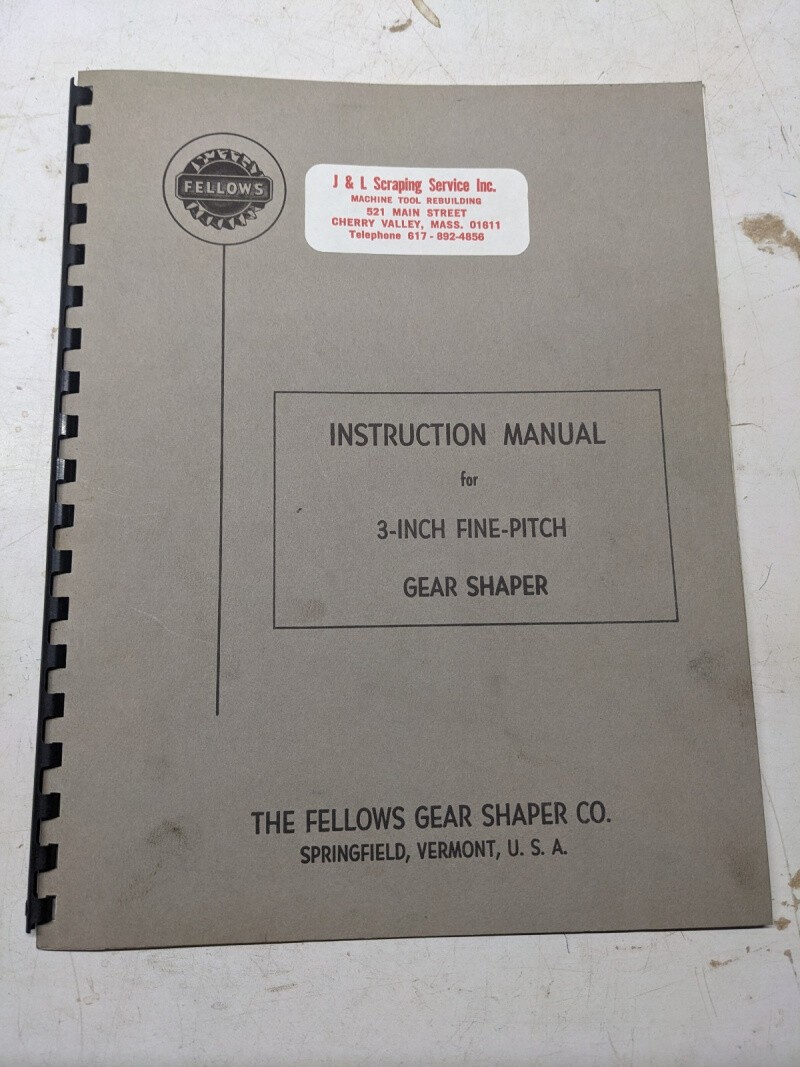 FELLOWS
J & L Scraping Service Inc.
MACHINE TOOL REBUILDING
521 MAIN STREET
CHERRY VALLEY, MASS. 01611
Telephone 617-892-4856
INSTRUCTION MANUAL
for
3-INCH FINE-PITCH
GEAR SHAPER
THE FELLOWS GEAR SHAPER CO.
SPRINGFIELD, VERMONT, U. S. A.